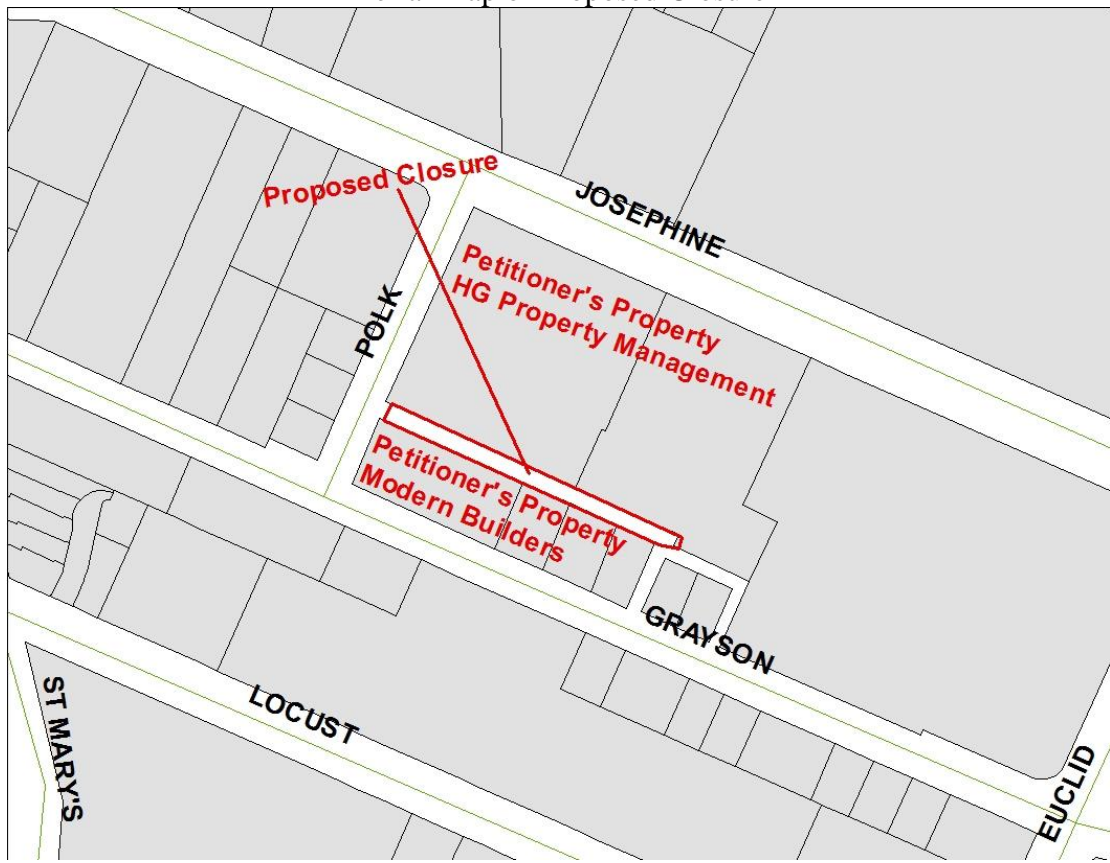 Proposed Closure
JOSEPHINE
Petitioner's Property
HG Property Management
POLK
Petitioner's Property
Modern Builders
GRAYSON
LOCUST
ST MARY'S
EUCLID